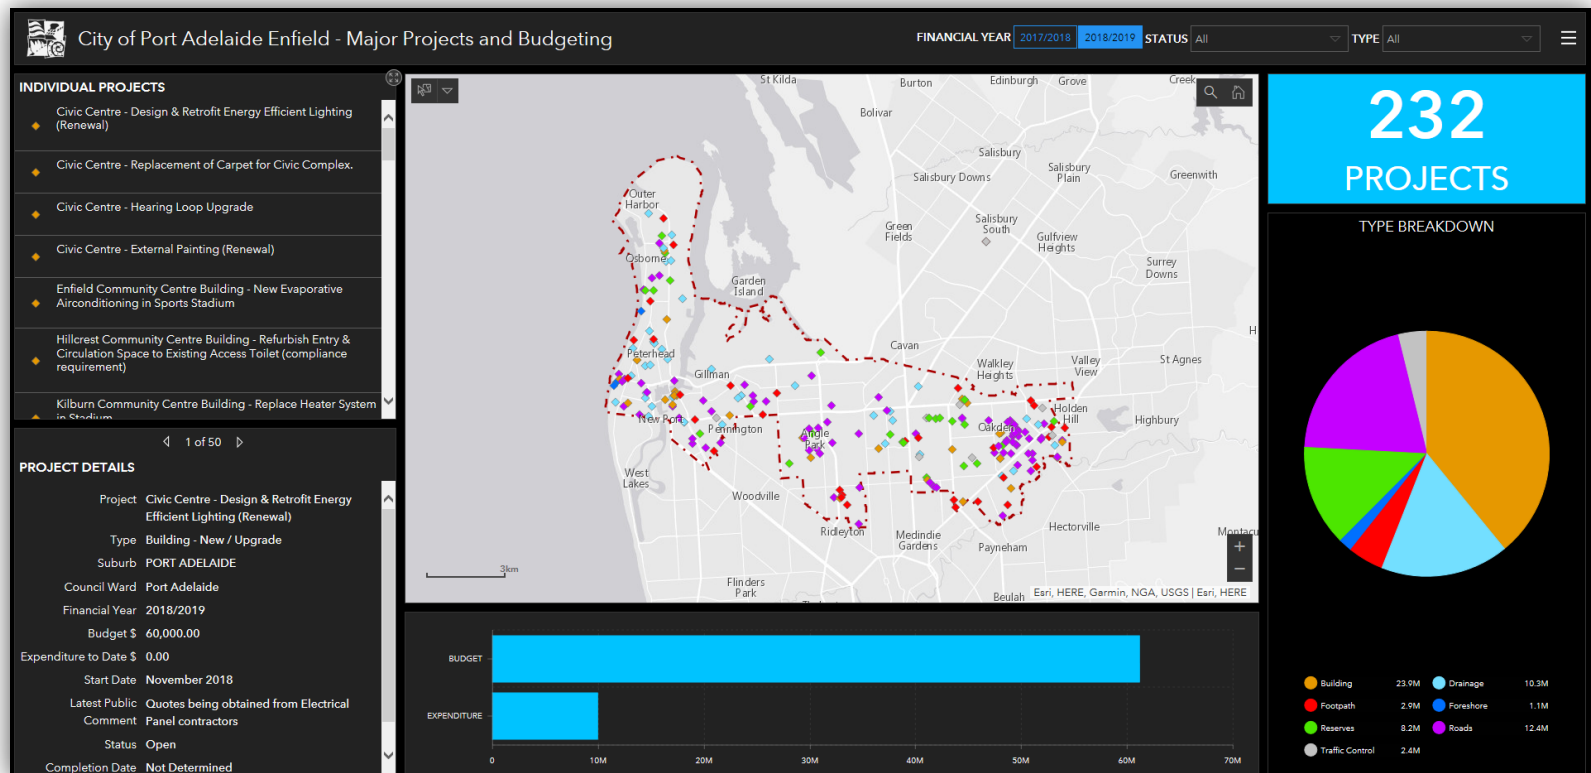 City of Port Adelaide Enfield - Major Projects and Budgeting
FINANCIAL YEAR 2017/2018 2018/2019 STATUS All TYPE All
INDIVIDUAL PROJECTS
Civic Centre - Design & Retrofit Energy Efficient Lighting
(Renewal)
Civic Centre - Replacement of Carpet for Civic Complex.
Civic Centre - Hearing Loop Upgrade
Civic Centre - External Painting (Renewal)
Enfield Community Centre Building - New Evaporative
Airconditioning in Sports Stadium
Hillcrest Community Centre Building - Refurbish Entry &
Circulation Space to Existing Access Toilet (compliance
requirement)
Kilburn Community Centre Building - Replace Heater System
in Stadium
1 of 50
PROJECT DETAILS
Project Civic Centre - Design & Retrofit Energy
Efficient Lighting (Renewal)
Type Building - New / Upgrade
Suburb PORT ADELAIDE
Council Ward Port Adelaide
Financial Year 2018/2019
Budget $ 60,000.00
Expenditure to Date $ 0.00
Start Date November 2018
Latest Public Quotes being obtained from Electrical
Comment Panel contractors
Status Open
Completion Date Not Determined
St Kilda
Burton
Edinburgh
Grove
Creek
Bolivar
Salisbury
Salisbury Downs
Salisbury
Plain
Greenwith
Outer
Harbor
Green
Fields
Salisbury
South
Gulfview
Heights
Osborne
Surrey
Downs
Garden
Island
H
Cavan
Peterhead
Gillman
Walkley
Heights
Valley
View
St Agnes
New Port
Pennington
Angle
Park
Oakden
Holden
Hill
Highbury
West
Lakes
Woodville
Ridleyton
Medindie
Gardens
Payneham
Hectorville
Montacu
3km
Flinders
Park
Beulah
Esri, HERE, Garmin, NGA, USGS | Esri, HERE
BUDGET
EXPENDITURE
0 10M 20M 30M 40M 50M 60M 70M
232
PROJECTS
TYPE BREAKDOWN
Building 23.9M Drainage 10.3M
Footpath 2.9M Foreshore 1.1M
Reserves 8.2M Roads 12.4M
Traffic Control 2.4M